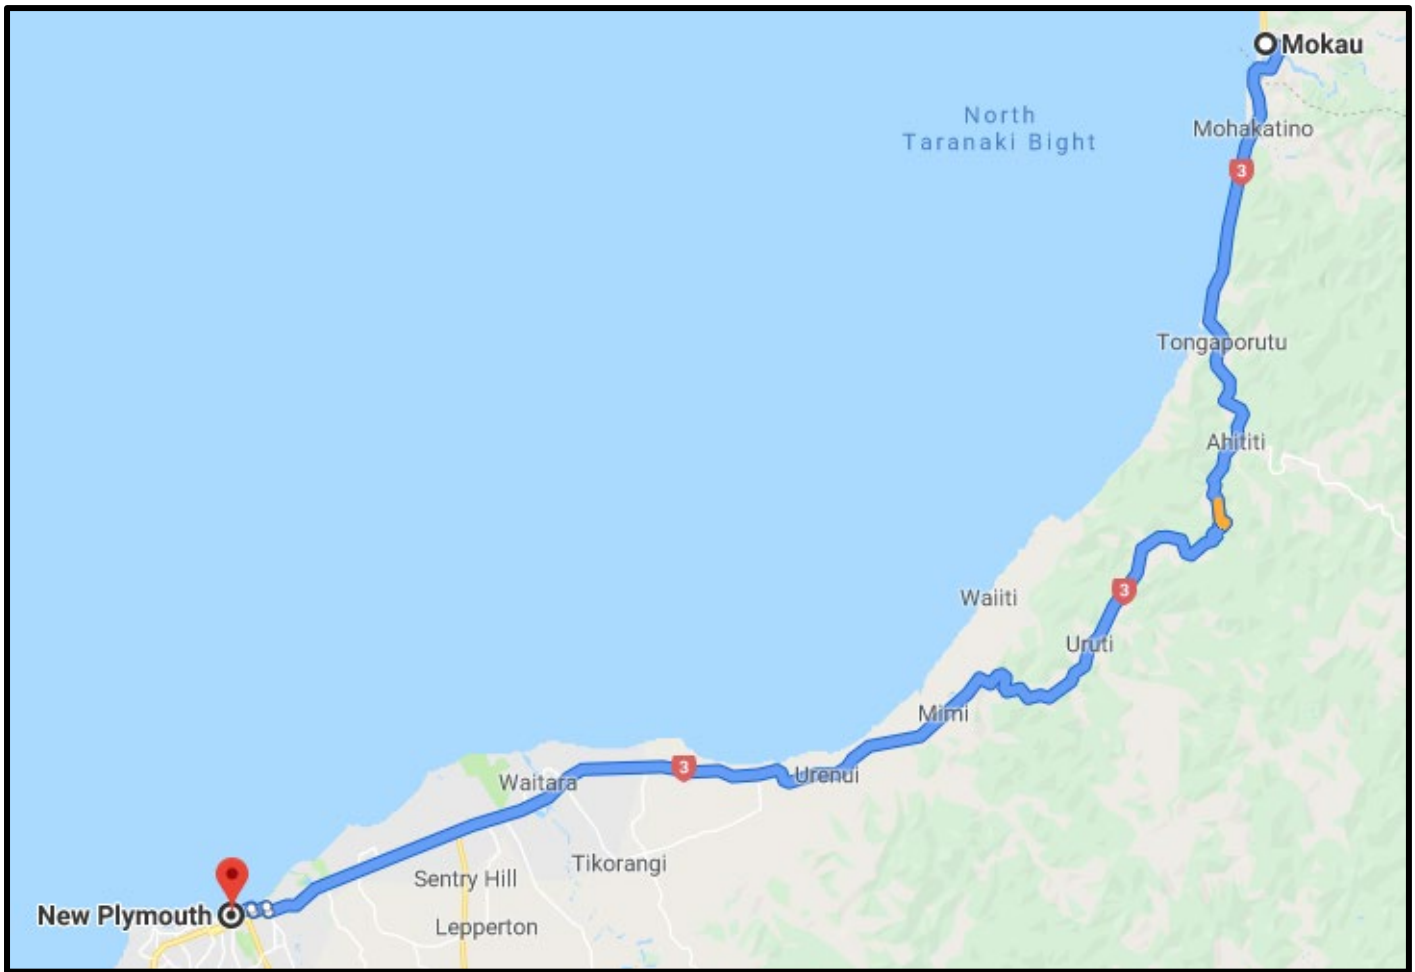 Mokau
North
Taranaki Bight
Mohakatino
3
Tongaporutu
Ahititi
3
Waiiti
Uruti
Mimi
3
Urenui
Waitara
Tikorangi
Sentry Hill
New Plymouth
Lepperton